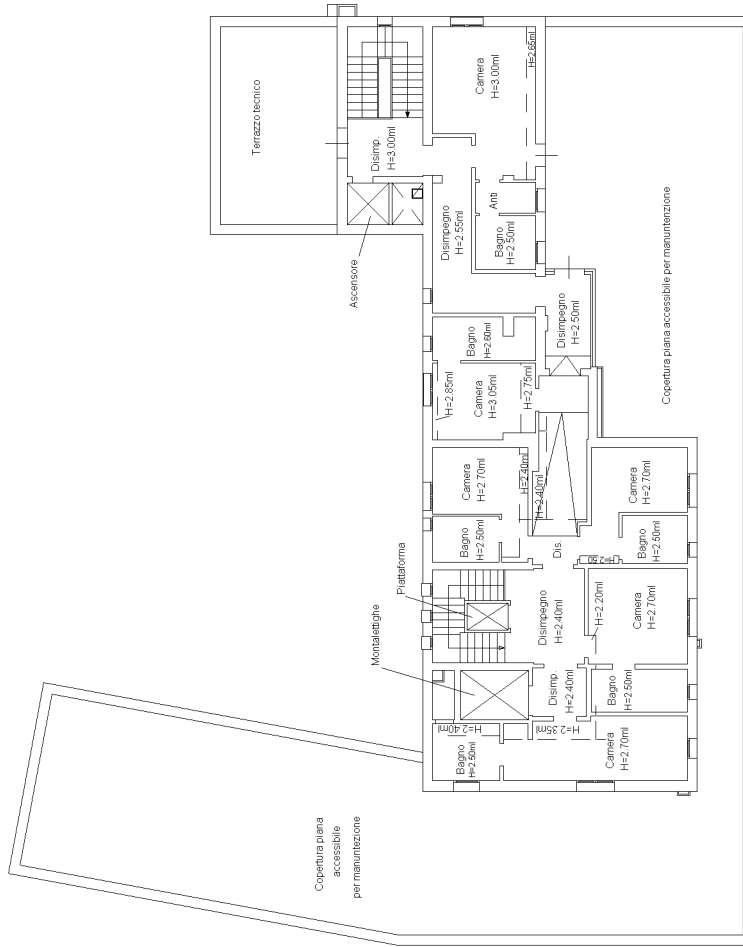 Terrazzo tecnico
Disimp.
H=3.00ml
Camera
H=3.00ml
H=2.65ml
Ascensore
Disimpegno
H=2.55ml
Anti
Bagno
H=2.50ml
Disimpegno
H=2.50ml
Copertura piana accessibile per manuntenzione
Bagno
H=2.60ml
H=2.85ml
Camera
H=3.05ml
H=2.75ml
Camera
H=2.70ml
H=2.40ml
H=2.40ml
Camera
H=2.70ml
Bagno
H=2.50ml
Dis.
H=2.50
Bagno
H=2.50ml
Piattaforma
Montalettighe
Disimpegno
H=2.40ml
H=2.20ml
Camera
H=2.70ml
Disimp.
H=2.40ml
Bagno
H=2.50ml
H=2.40ml
H=2.35ml
Bagno
H=2.50ml
Camera
H=2.70ml
Copertura piana
accessibile
per manuntezione